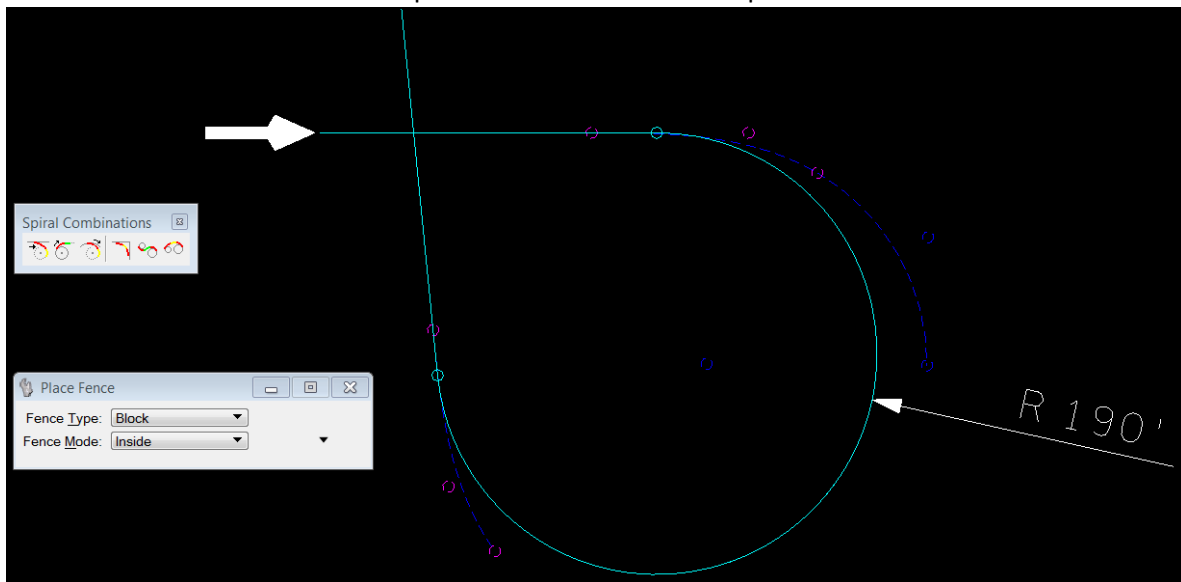 Spiral Combinations
Place Fence
Fence Type: Block
Fence Mode: Inside
R 190'